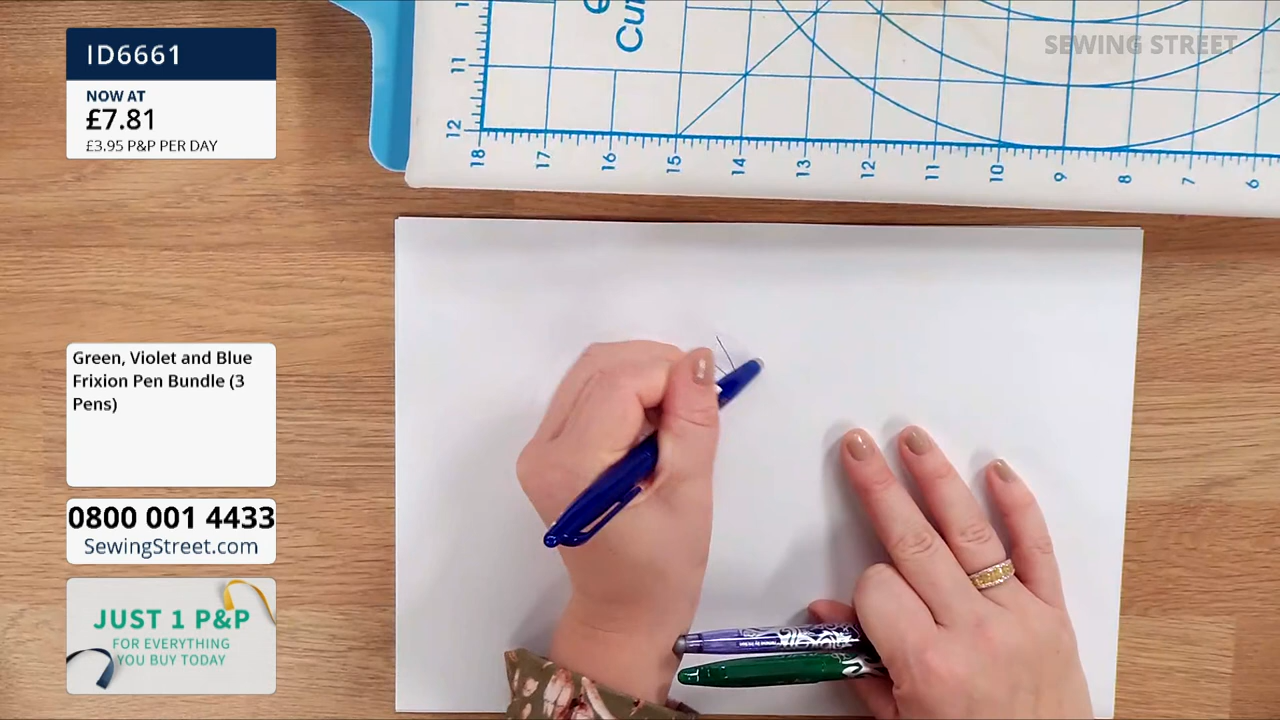 ID6661
NOW AT
£7.81
£3.95 P&P PER DAY
Green, Violet and Blue
Frixion Pen Bundle (3
Pens)
0800 001 4433
SewingStreet.com
JUST 1 P&P
FOR EVERYTHING
YOU BUY TODAY
SEWING STREET
11
12
18
17
16
15
14
13
12
11
10
9
8
7
6